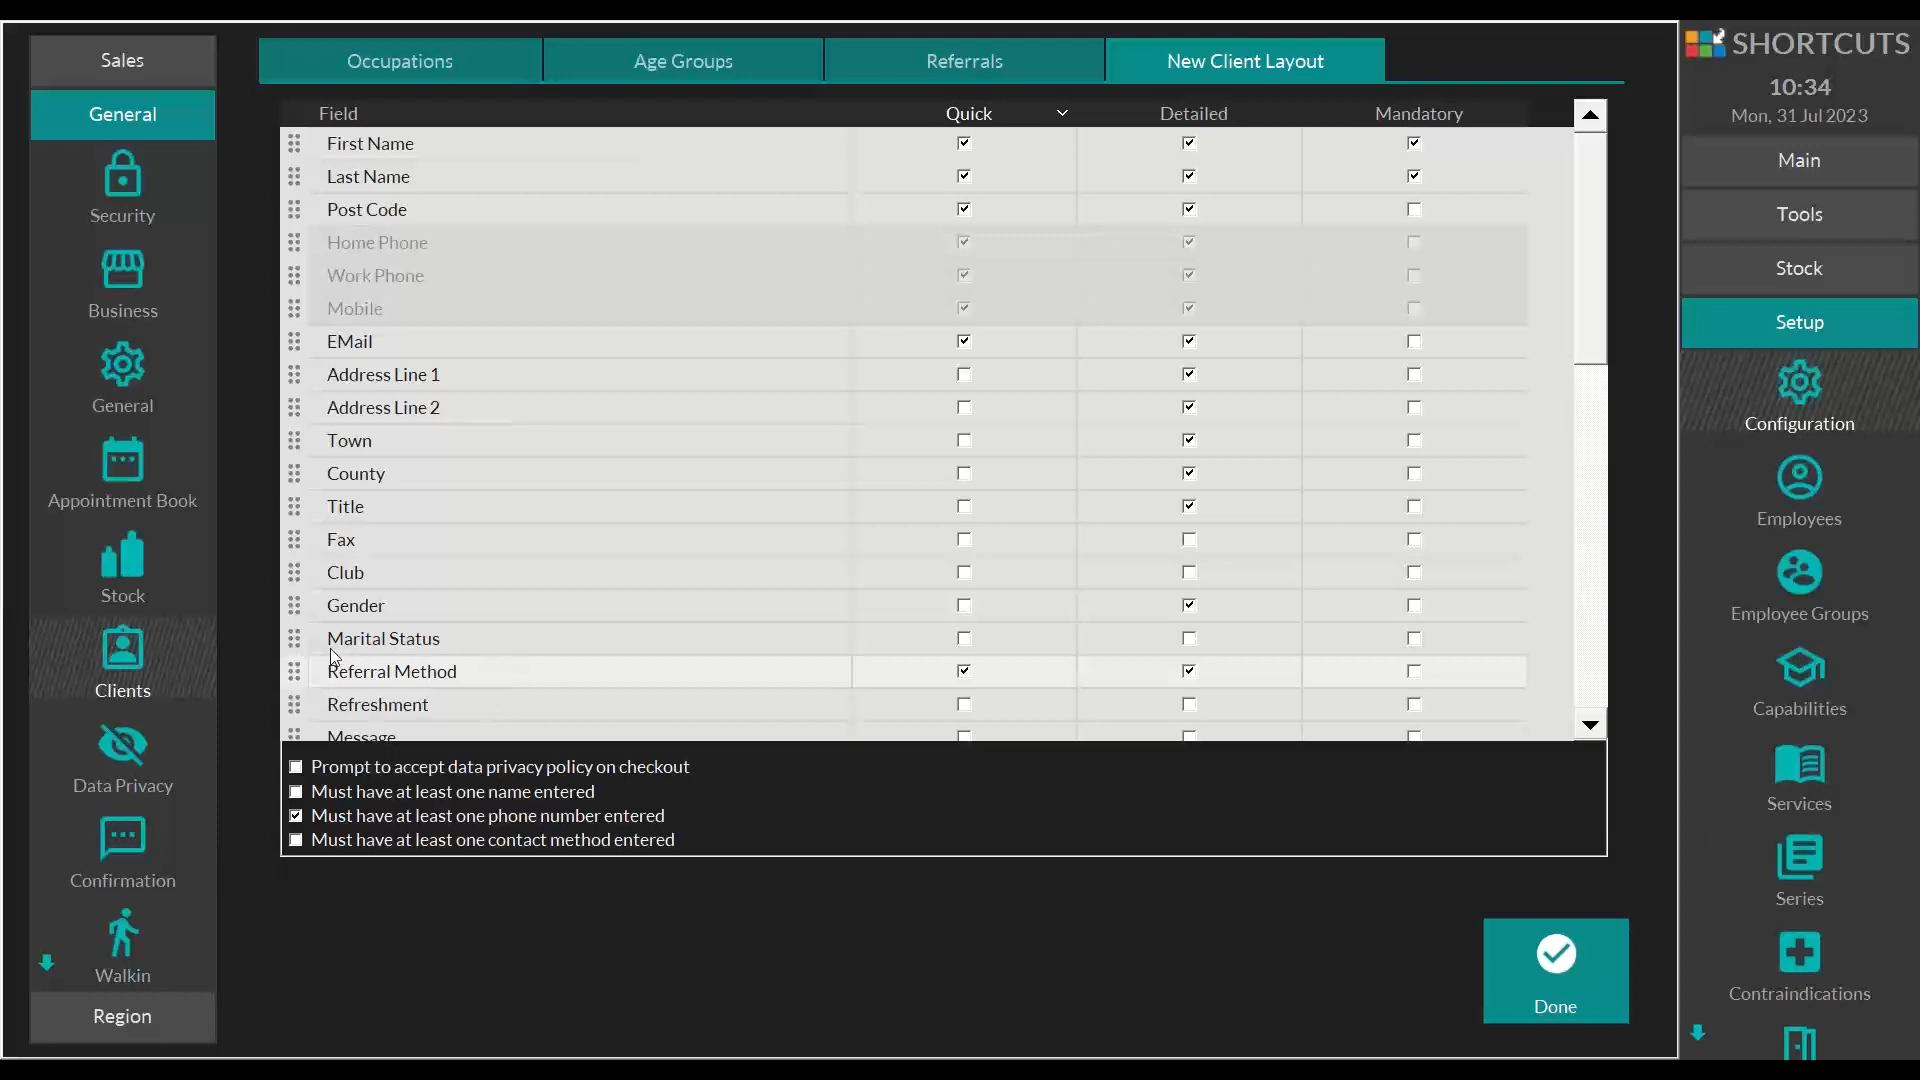 Sales
General
Security
Business
General
Appointment Book
Stock
Clients
Data Privacy
Confirmation
Walkin
Region
Occupations
Age Groups
Referrals
New Client Layout
Field Quick Detailed Mandatory
First Name
Last Name
Post Code
Home Phone
Work Phone
Mobile
EMail
Address Line 1
Address Line 2
Town
County
Title
Fax
Club
Gender
Marital Status
Referral Method
Refreshment
Message
Prompt to accept data privacy policy on checkout
Must have at least one name entered
Must have at least one phone number entered
Must have at least one contact method entered
Done
SHORTCUTS
10:34
Mon, 31 Jul 2023
Main
Tools
Stock
Setup
Configuration
Employees
Employee Groups
Capabilities
Services
Series
Contraindications